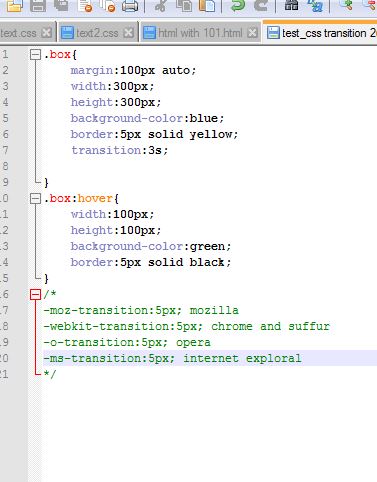 text.css text2.css html with 101.html test_css transition 2
1 .box{
2 margin:100px auto;
3 width:300px;
4 height:300px;
5 background-color:blue;
6 border:5px solid yellow;
7 transition:3s;
8
9 }
10 .box:hover{
11 width:100px;
12 height:100px;
13 background-color:green;
14 border:5px solid black;
15 }
16 /*
17 -moz-transition:5px; mozilla
18 -webkit-transition:5px; chrome and suffur
19 -o-transition:5px; opera
20 -ms-transition:5px; internet exploral
21 */